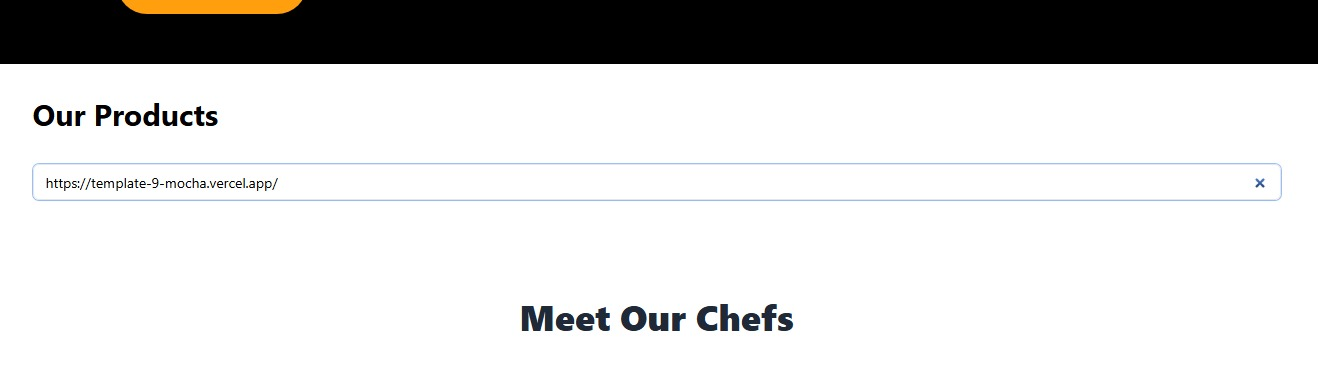 Our Products
https://template-9-mocha.vercel.app/
Meet Our Chefs